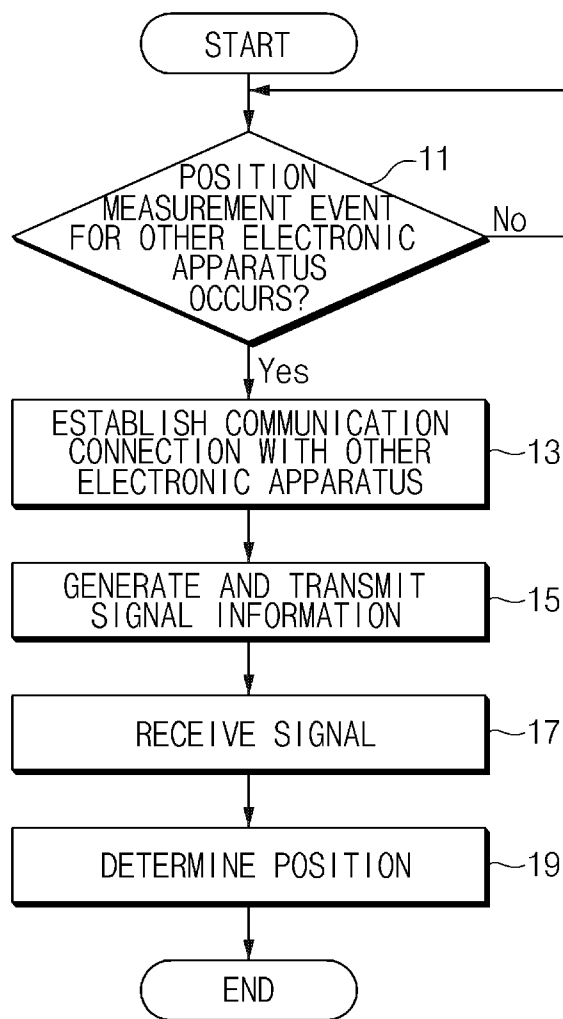 START
11
POSITION
MEASUREMENT EVENT
FOR OTHER ELECTRONIC
APPARATUS
OCCURS?
No
Yes
ESTABLISH COMMUNICATION
CONNECTION WITH OTHER
ELECTRONIC APPARATUS
13
GENERATE AND TRANSMIT
SIGNAL INFORMATION
15
RECEIVE SIGNAL
17
DETERMINE POSITION
19
END